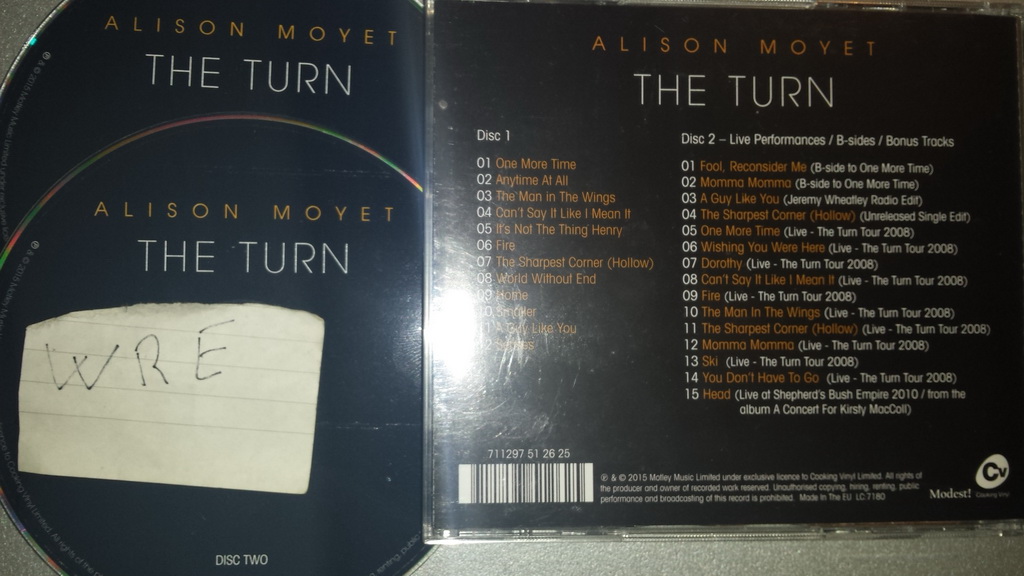 ALISON MOYET
THE TURN
ALISON MOYET
THE TURN
WRE
DISC TWO
ALISON MOYET
THE TURN
Disc 1
01 One More Time
02 Anytime At All
03 The Man in The Wings
04 Can't Say It Like I Mean It
05 It's Not The Thing Henry
06 Fire
07 The Sharpest Corner (Hollow)
08 World Without End
09 Home
10 Smaller
11 A Guy Like You
Disc 2 – Live Performances / B-sides / Bonus Tracks
01 Fool, Reconsider Me (B-side to One More Time)
02 Momma Momma (B-side to One More Time)
03 A Guy Like You (Jeremy Wheatley Radio Edit)
04 The Sharpest Corner (Hollow) (Unreleased Single Edit)
05 One More Time (Live - The Turn Tour 2008)
06 Wishing You Were Here (Live - The Turn Tour 2008)
07 Dorothy (Live - The Turn Tour 2008)
08 Can't Say It Like I Mean It (Live - The Turn Tour 2008)
09 Fire (Live - The Turn Tour 2008)
10 The Man In The Wings (Live - The Turn Tour 2008)
11 The Sharpest Corner (Hollow) (Live - The Turn Tour 2008)
12 Momma Momma (Live - The Turn Tour 2008)
13 Ski (Live - The Turn Tour 2008)
14 You Don't Have To Go (Live - The Turn Tour 2008)
15 Head (Live at Shepherd's Bush Empire 2010 / from the
album A Concert For Kirsty MacColl)
711297 51 26 25
℗ & © 2015 Motley Music Limited under exclusive licence to Cooking Vinyl Limited. All rights of
the producer and owner of recorded work reserved. Unauthorised copying, hiring, renting, public
performance and broadcasting of this record is prohibited. Made In The EU LC 7180
Modest!
Cv
Cooking Vinyl